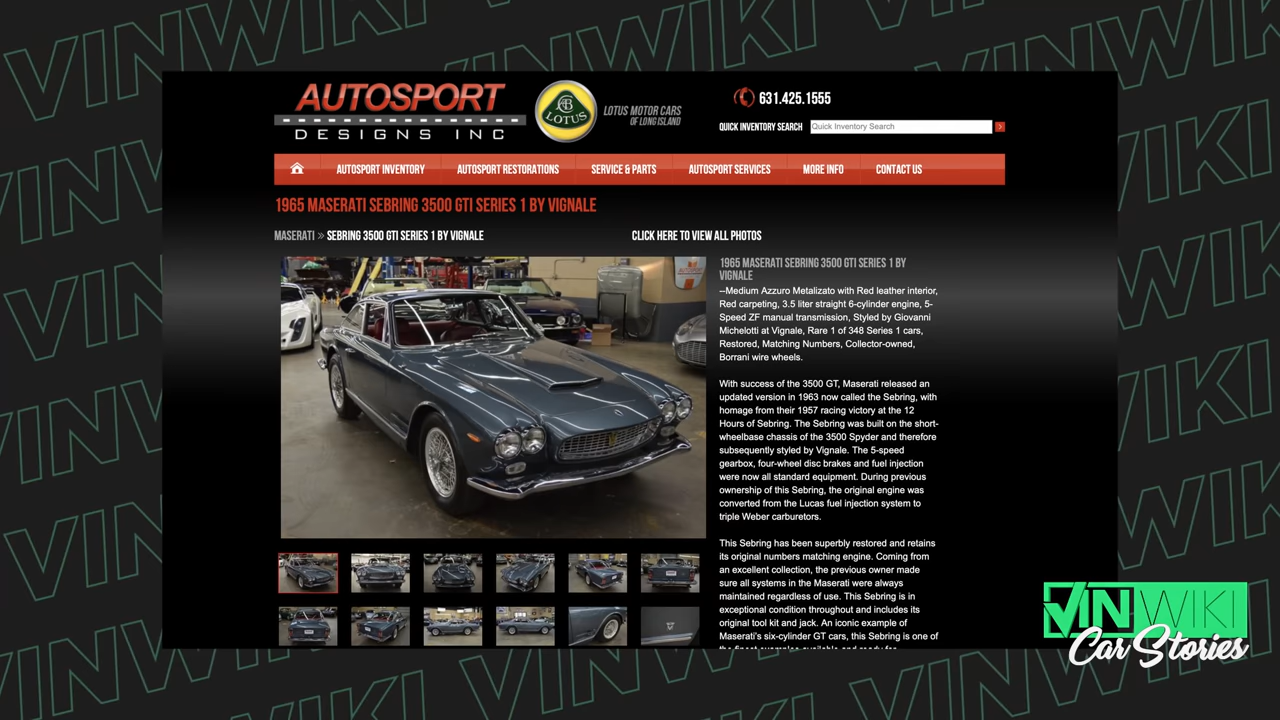 AUTOSPORT
DESIGNS INC
LOTUS
LOTUS MOTOR CARS
OF LONG ISLAND
631.425.1555
QUICK INVENTORY SEARCH
Quick Inventory Search
AUTOSPORT INVENTORY
AUTOSPORT RESTORATIONS
SERVICE & PARTS
AUTOSPORT SERVICES
MORE INFO
CONTACT US
1965 MASERATI SEBRING 3500 GTI SERIES 1 BY VIGNALE
MASERATI » SEBRING 3500 GTI SERIES 1 BY VIGNALE
CLICK HERE TO VIEW ALL PHOTOS
1965 MASERATI SEBRING 3500 GTI SERIES 1 BY
VIGNALE
--Medium Azzuro Metalizato with Red leather interior,
Red carpeting, 3.5 liter straight 6-cylinder engine, 5-
Speed ZF manual transmission, Styled by Giovanni
Michelotti at Vignale, Rare 1 of 348 Series 1 cars,
Restored, Matching Numbers, Collector-owned,
Borrani wire wheels.
With success of the 3500 GT, Maserati released an
updated version in 1963 now called the Sebring, with
homage from their 1957 racing victory at the 12
Hours of Sebring. The Sebring was built on the short-
wheelbase chassis of the 3500 Spyder and therefore
subsequently styled by Vignale. The 5-speed
gearbox, four-wheel disc brakes and fuel injection
were now all standard equipment. During previous
ownership of this Sebring, the original engine was
converted from the Lucas fuel injection system to
triple Weber carburetors.
This Sebring has been superbly restored and retains
its original numbers matching engine. Coming from
an excellent collection, the previous owner made
sure all systems in the Maserati were always
maintained regardless of use. This Sebring is in
exceptional condition throughout and includes its
original tool kit and jack. An iconic example of
Maserati's six-cylinder GT cars, this Sebring is one of
VINWIKI
Car Stories